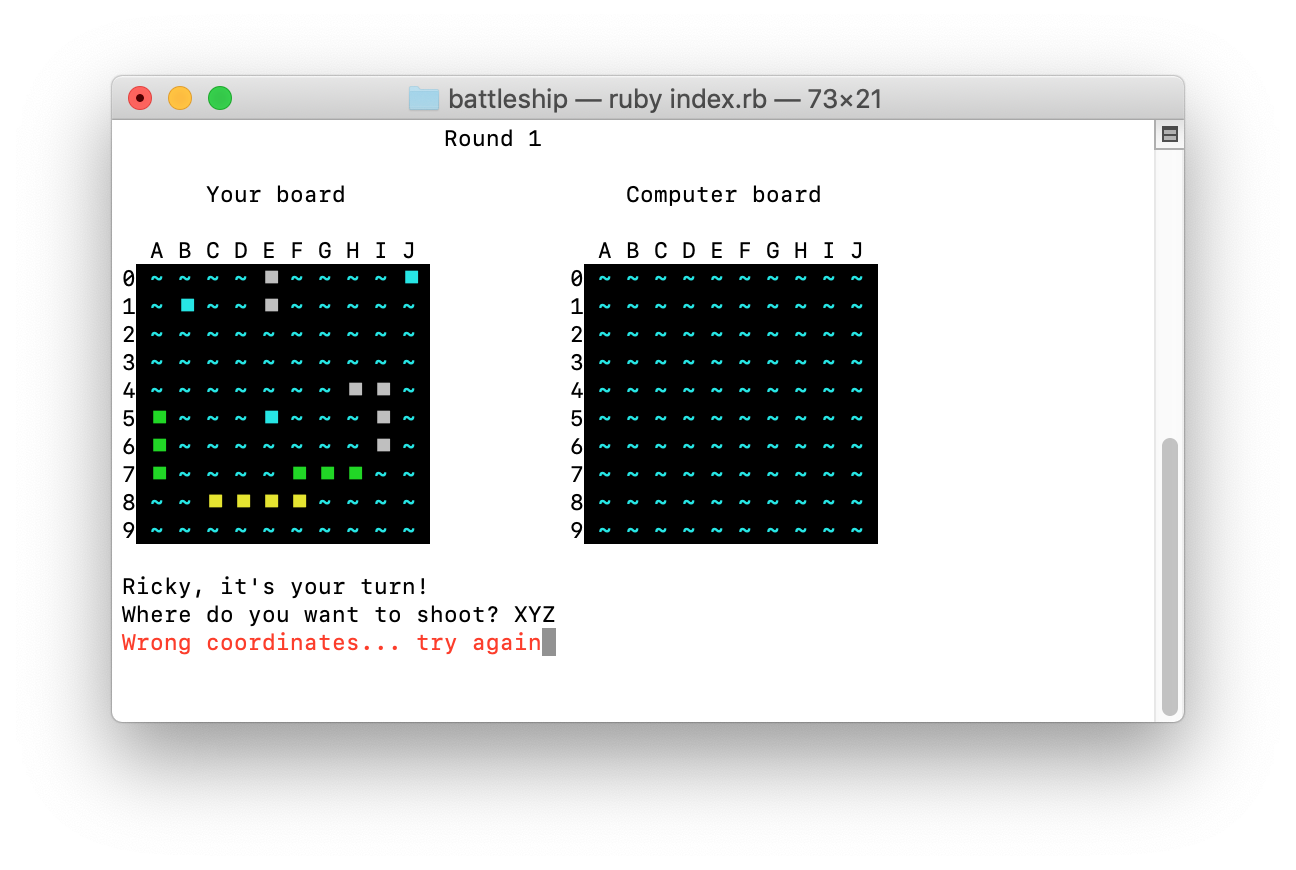 battleship — ruby index.rb — 73×21
Round 1
Your board Computer board
A B C D E F G H I J A B C D E F G H I J
0 ~ ~ ~ ~ ■ ~ ~ ~ ~ ■ 0 ~ ~ ~ ~ ~ ~ ~ ~ ~ ~
1 ~ ■ ~ ~ ■ ~ ~ ~ ~ ~ 1 ~ ~ ~ ~ ~ ~ ~ ~ ~ ~
2 ~ ~ ~ ~ ~ ~ ~ ~ ~ ~ 2 ~ ~ ~ ~ ~ ~ ~ ~ ~ ~
3 ~ ~ ~ ~ ~ ~ ~ ~ ~ ~ 3 ~ ~ ~ ~ ~ ~ ~ ~ ~ ~
4 ~ ~ ~ ~ ~ ~ ~ ■ ■ ~ 4 ~ ~ ~ ~ ~ ~ ~ ~ ~ ~
5 ■ ~ ~ ~ ■ ~ ~ ~ ■ ~ 5 ~ ~ ~ ~ ~ ~ ~ ~ ~ ~
6 ■ ~ ~ ~ ~ ~ ~ ~ ■ ~ 6 ~ ~ ~ ~ ~ ~ ~ ~ ~ ~
7 ■ ~ ~ ~ ~ ■ ■ ■ ~ ~ 7 ~ ~ ~ ~ ~ ~ ~ ~ ~ ~
8 ~ ~ ■ ■ ■ ■ ~ ~ ~ ~ 8 ~ ~ ~ ~ ~ ~ ~ ~ ~ ~
9 ~ ~ ~ ~ ~ ~ ~ ~ ~ ~ 9 ~ ~ ~ ~ ~ ~ ~ ~ ~ ~
Ricky, it's your turn!
Where do you want to shoot? XYZ
Wrong coordinates... try again